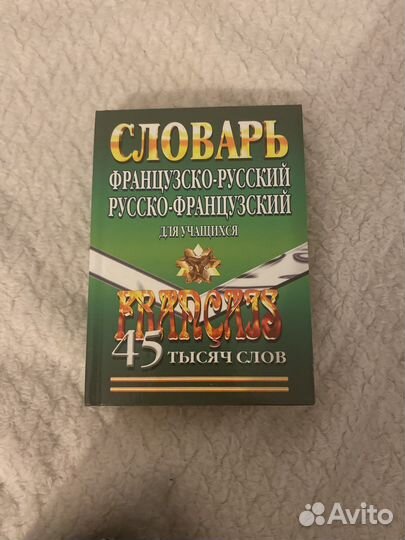 СЛОВАРЬ
ФРАНЦУЗСКО-РУССКИЙ
РУССКО-ФРАНЦУЗСКИЙ
ДЛЯ УЧАЩИХСЯ
FRANÇAIS
45 ТЫСЯЧ СЛОВ
Avito